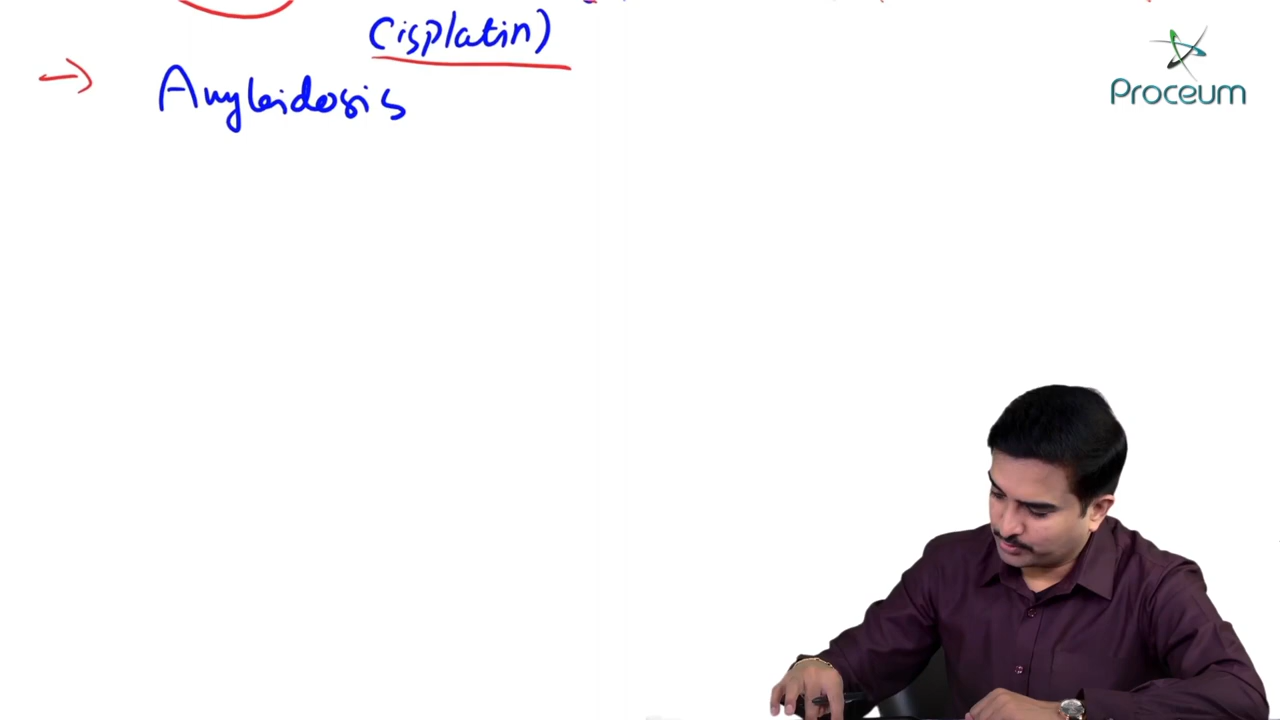 Cisplatin)
→ Amyloidosis
Proceum